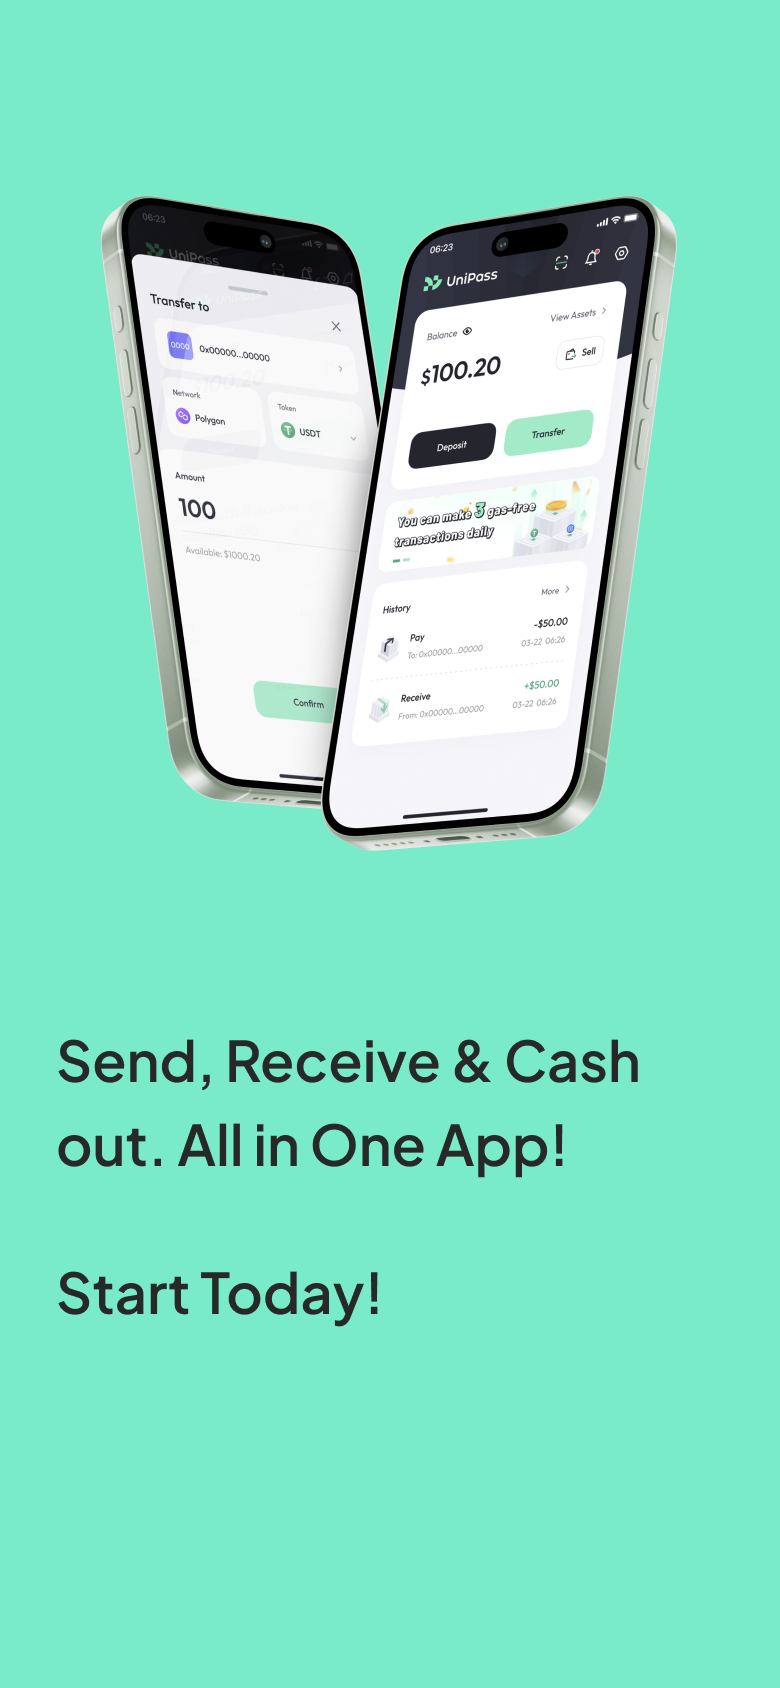 06:23
UniPass
Transfer to
0000
0x00000...00000
Network
Polygon
Token
USDT
Amount
100
Available: $1000.20
Confirm
06:23
UniPass
Balance
View Assets
$100.20
Sell
Deposit
Transfer
You can make 3 gas-free
transactions daily
History
More
Pay
-$50.00
To: 0x00000...00000
03-22 06:26
Receive
+$50.00
From: 0x00000...00000
03-22 06:26
Send, Receive & Cash
out. All in One App!
Start Today!